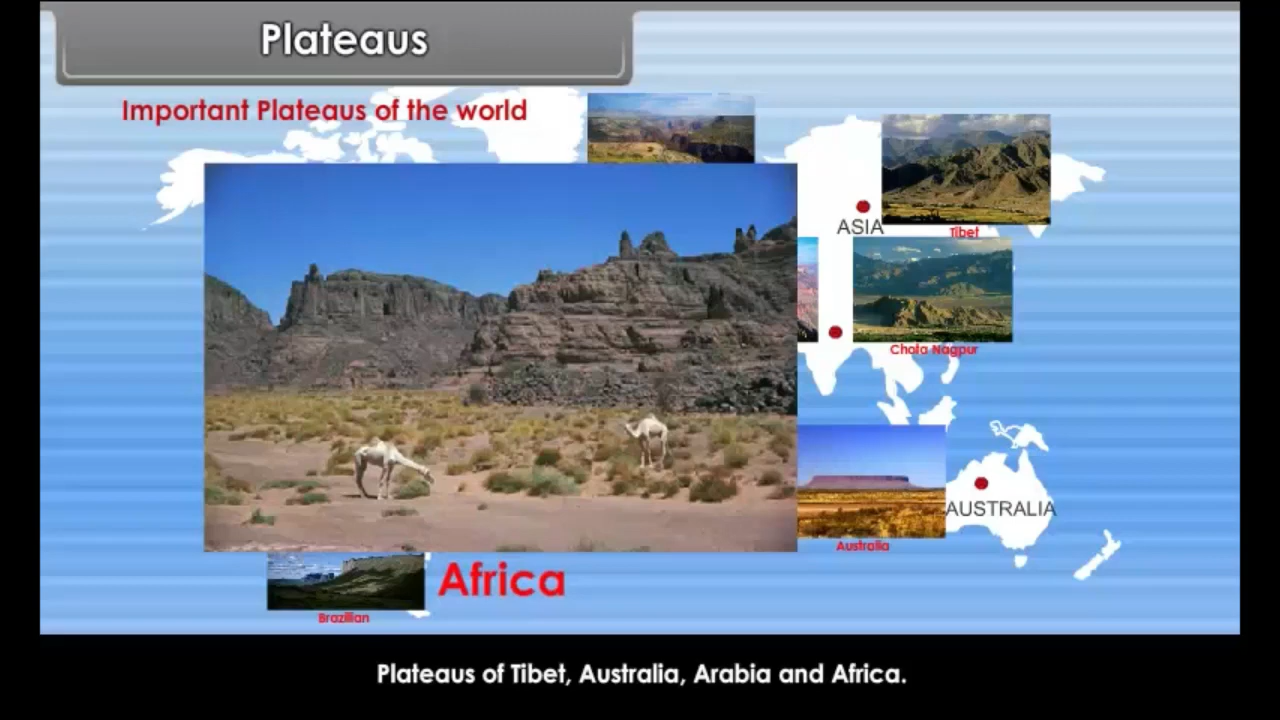 Plateaus
Important Plateaus of the world
ASIA
Tibet
Chota Nagpur
AUSTRALIA
Australia
Africa
Brazillian
Plateaus of Tibet, Australia, Arabia and Africa.